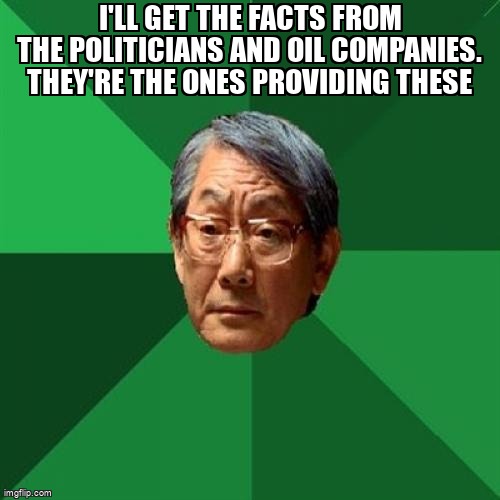 I'LL GET THE FACTS FROM
THE POLITICIANS AND OIL COMPANIES.
THEY'RE THE ONES PROVIDING THESE
imgflip.com